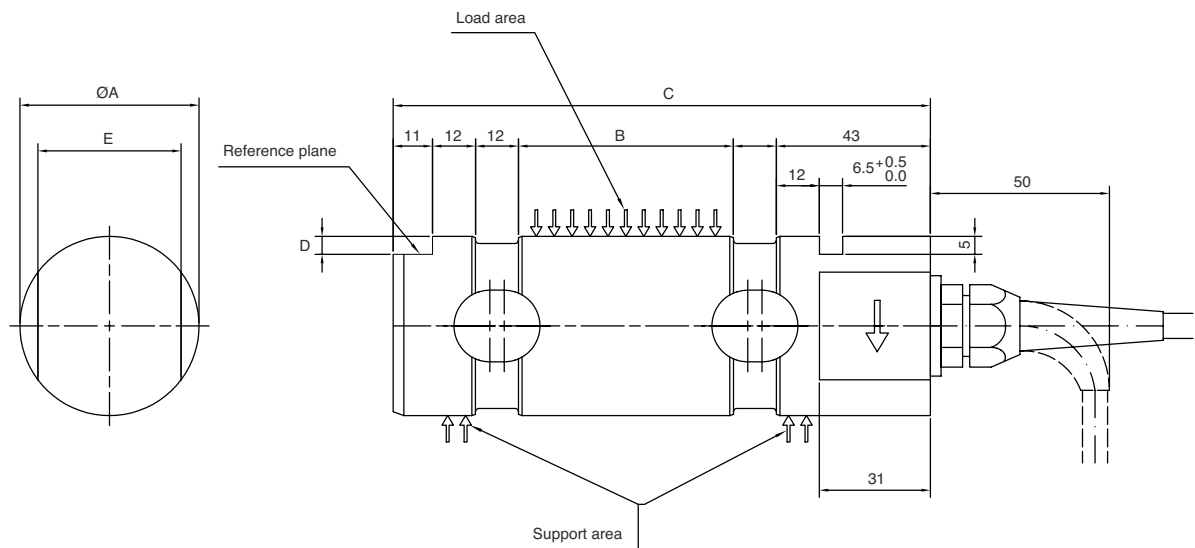 Load area
ØA
C
E
11
12
12
B
43
Reference plane
12
6.5+0.5
0.0
50
D
5
31
Support area